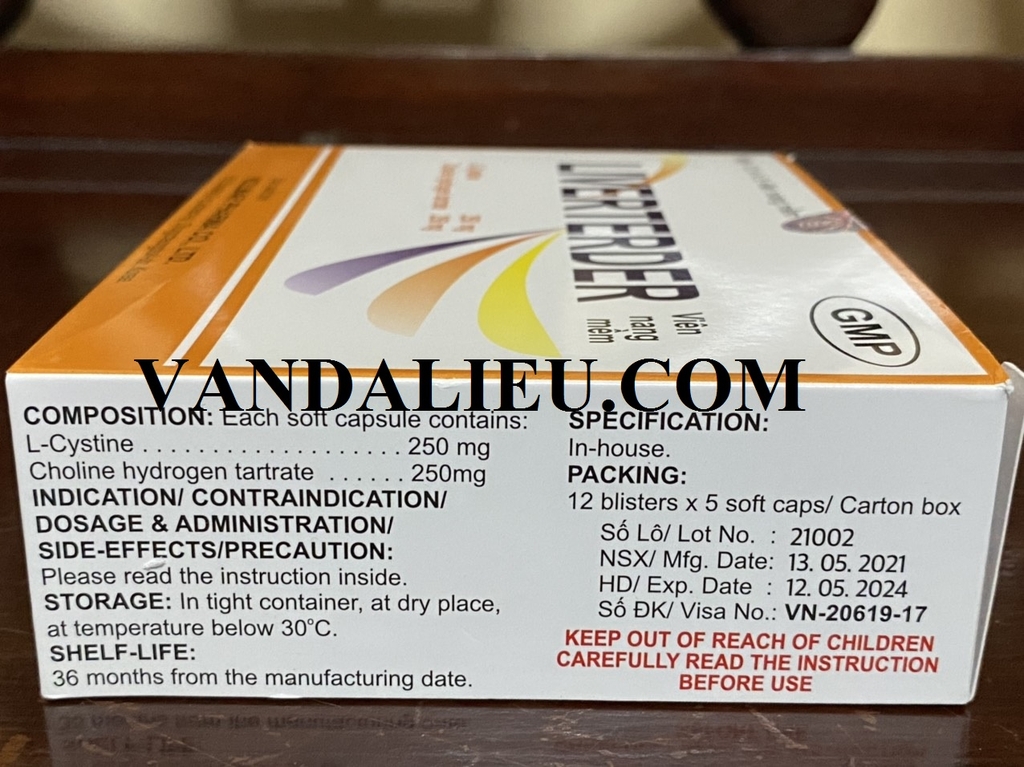 LIVERTERDER
Viên
nang
mềm
GMP
VANDALIEU.COM
COMPOSITION: Each soft capsule contains:
L-Cystine . . . . . . . . . . . . . . . . . . . 250 mg
Choline hydrogen tartrate . . . . . . 250mg
INDICATION/ CONTRAINDICATION/
DOSAGE & ADMINISTRATION/
SIDE-EFFECTS/PRECAUTION:
Please read the instruction inside.
STORAGE: In tight container, at dry place,
at temperature below 30°C.
SHELF-LIFE:
36 months from the manufacturing date.
SPECIFICATION:
In-house.
PACKING:
12 blisters x 5 soft caps/ Carton box
Số Lô/ Lot No. : 21002
NSX/ Mfg. Date: 13. 05. 2021
HD/ Exp. Date : 12. 05. 2024
Số ĐK/ Visa No.: VN-20619-17
KEEP OUT OF REACH OF CHILDREN
CAREFULLY READ THE INSTRUCTION
BEFORE USE